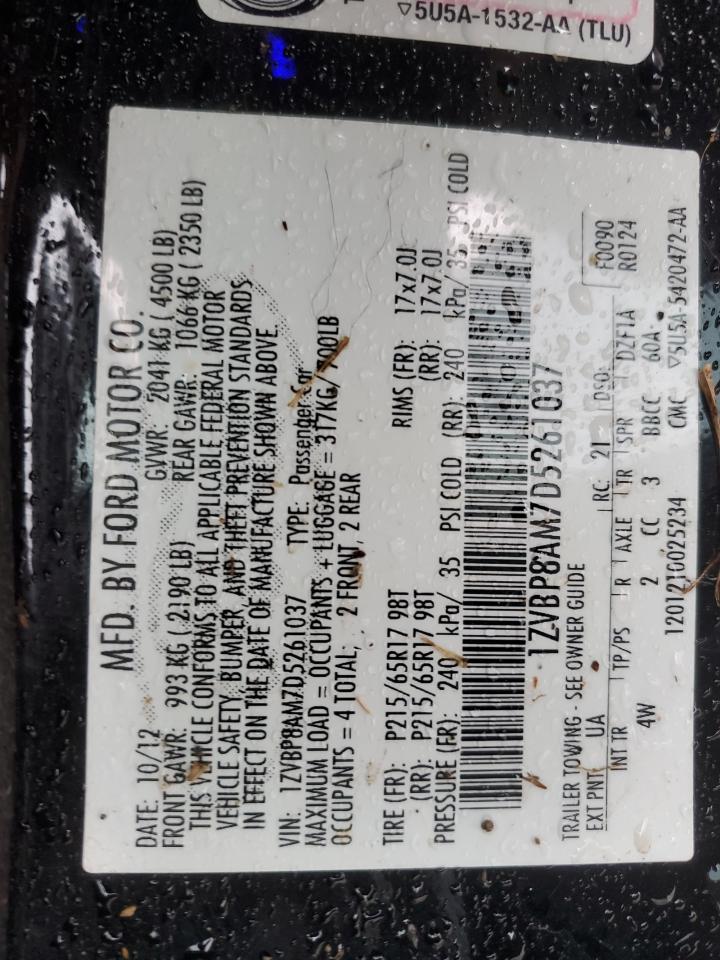 ▽5U5A-1532-AA (TLU)
MFD. BY FORD MOTOR CO.
DATE: 10/12 GVWR: 2041 KG ( 4500 LB)
FRONT GAWR: 993 KG ( 2190 LB) REAR GAWR: 1066 KG ( 2350 LB)
THIS VEHICLE CONFORMS TO ALL APPLICABLE FEDERAL MOTOR
VEHICLE SAFETY, BUMPER, AND THEFT PREVENTION STANDARDS
IN EFFECT ON THE DATE OF MANUFACTURE SHOWN ABOVE.
VIN: 1ZVBP8AM7D5261037 TYPE: Passenger Car
MAXIMUM LOAD = OCCUPANTS + LUGGAGE = 317KG/ 700LB
OCCUPANTS = 4 TOTAL; 2 FRONT, 2 REAR
TIRE (FR): P215/65R17 98T RIMS (FR): 17x7.0J
(RR): P215/65R17 98T (RR): 17x7.0J
PRESSURE (FR): 240 kPa/ 35 PSI COLD (RR): 240 kPa/ 35 PSI COLD
1ZVBP8AM7D5261037
TRAILER TOWING - SEE OWNER GUIDE F0090
EXT PNT: UA RC: 21 DSO: R0124
INT TR TP/PS R AXLE TR SPR DZF1A
4W 2 CC 3 BBCC 60A
1201210025234 CMC ▽5U5A-5420472-AA